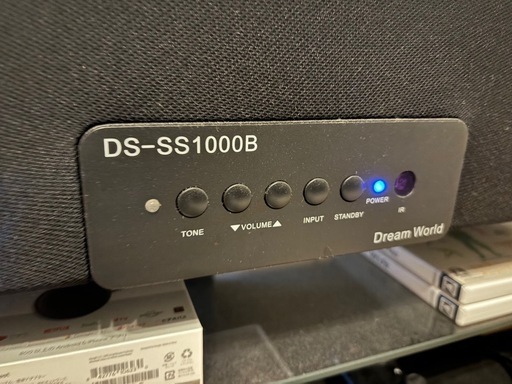 DS-SS1000B
TONE
▼VOLUME▲
INPUT
STANDBY
POWER
IR
Dream World